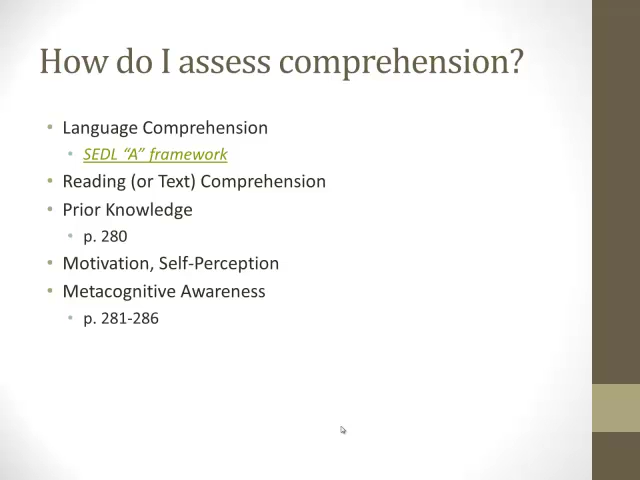 How do I assess comprehension?
• Language Comprehension
• SEDL “A” framework
• Reading (or Text) Comprehension
• Prior Knowledge
• p. 280
• Motivation, Self-Perception
• Metacognitive Awareness
• p. 281-286